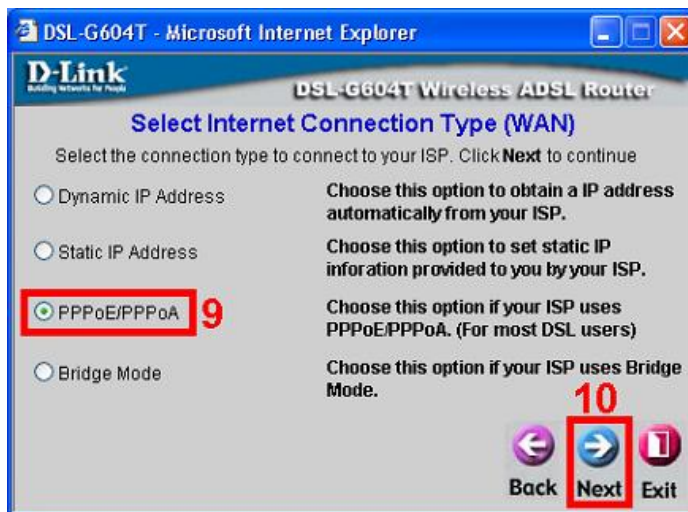 DSL-G604T - Microsoft Internet Explorer
D-Link
Building Networks for People
DSL-G604T Wireless ADSL Router
Select Internet Connection Type (WAN)
Select the connection type to connect to your ISP. Click Next to continue
Dynamic IP Address
Choose this option to obtain a IP address
automatically from your ISP.
Static IP Address
Choose this option to set static IP
inforation provided to you by your ISP.
PPPoE/PPPoA
9
Choose this option if your ISP uses
PPPoE/PPPoA. (For most DSL users)
Bridge Mode
Choose this option if your ISP uses Bridge
Mode.
10
Back Next Exit